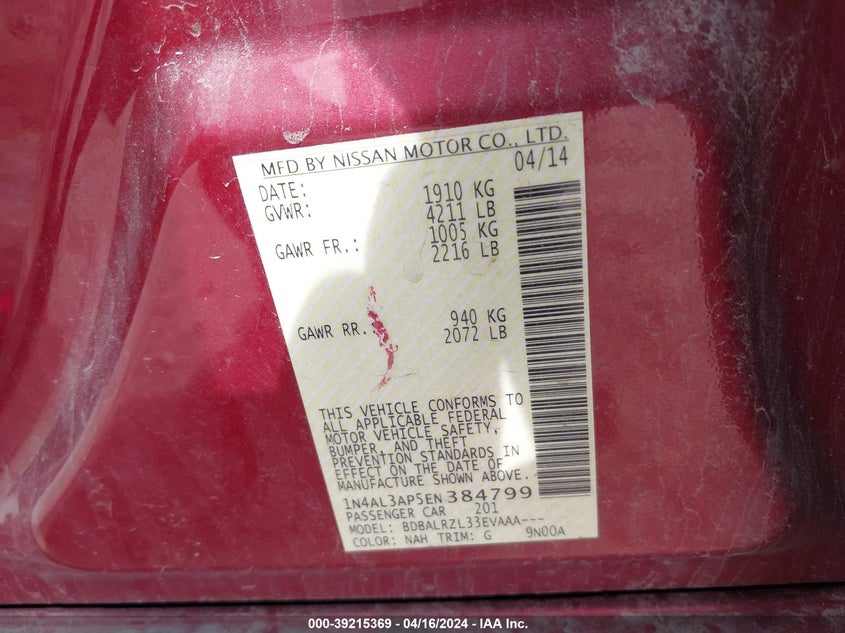 MFD BY NISSAN MOTOR CO., LTD.
DATE: 04/14
GVWR: 1910 KG
4211 LB
GAWR FR.: 1005 KG
2216 LB
GAWR RR. 940 KG
2072 LB
THIS VEHICLE CONFORMS TO
ALL APPLICABLE FEDERAL
MOTOR VEHICLE SAFETY,
BUMPER, AND THEFT
PREVENTION STANDARDS IN
EFFECT ON THE DATE OF
MANUFACTURE SHOWN ABOVE.
1N4AL3AP5EN384799
PASSENGER CAR 201
MODEL: BDBALRZL33EVAAA---
COLOR: NAH TRIM: G 9N00A
000-39215369 - 04/16/2024 - IAA Inc.